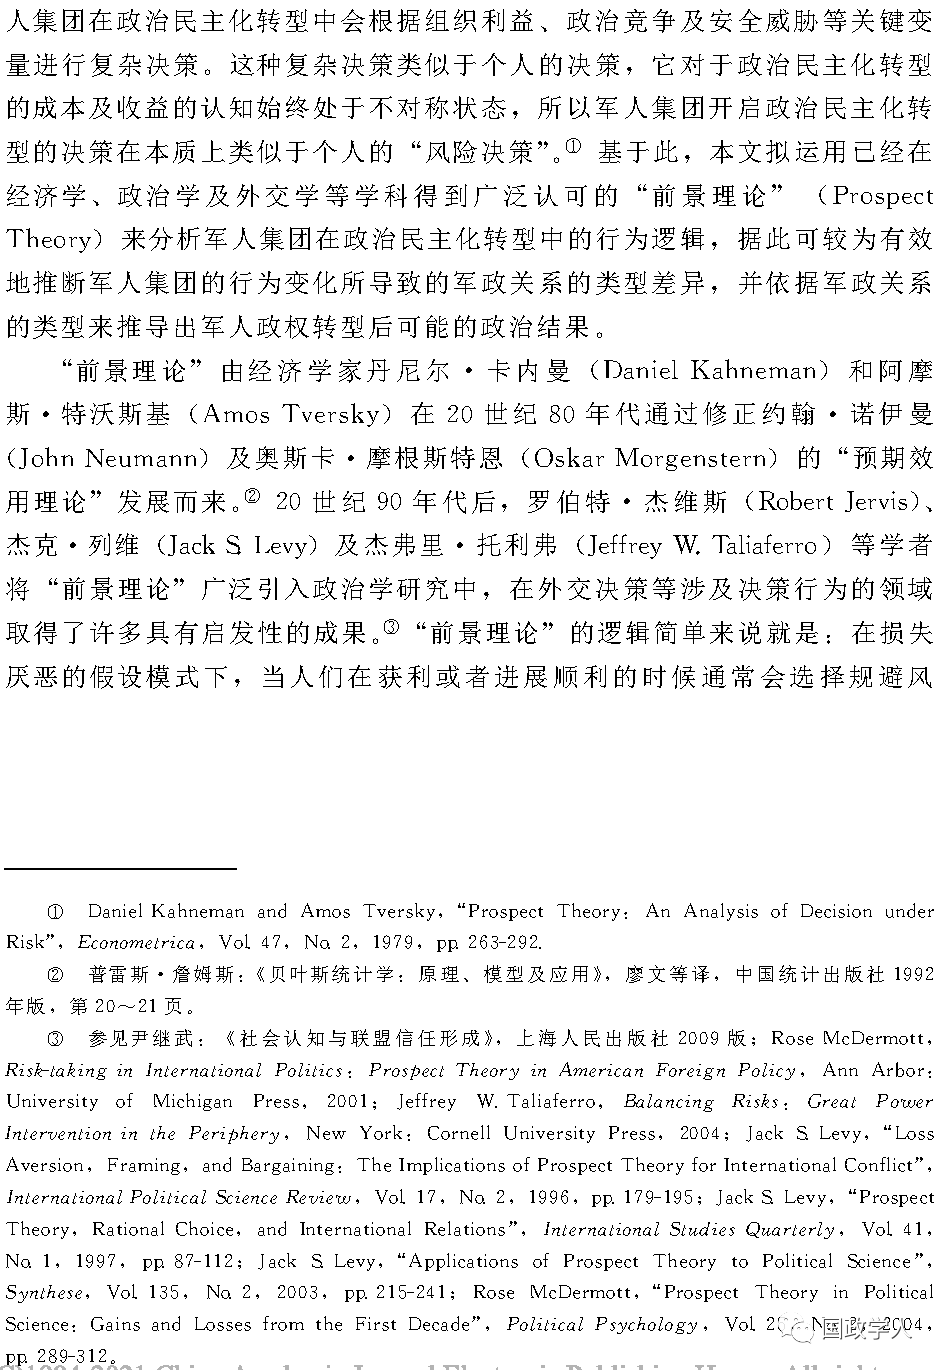 人集团在政治民主化转型中会根据组织利益、政治竞争及安全威胁等关键变
量进行复杂决策。这种复杂决策类似于个人的决策，它对于政治民主化转型
的成本及收益的认知始终处于不对称状态，所以军人集团开启政治民主化转
型的决策在本质上类似于个人的“风险决策”。① 基于此，本文拟运用已经在
经济学、政治学及外交学等学科得到广泛认可的“前景理论”（Prospect
Theory）来分析军人集团在政治民主化转型中的行为逻辑，据此可较为有效
地推断军人集团的行为变化所导致的军政关系的类型差异，并依据军政关系
的类型来推导出军人政权转型后可能的政治结果。
“前景理论”由经济学家丹尼尔·卡内曼（Daniel Kahneman）和阿摩
斯·特沃斯基（Amos Tversky）在 20 世纪 80 年代通过修正约翰·诺伊曼
（John Neumann）及奥斯卡·摩根斯特恩（Oskar Morgenstern）的“预期效
用理论”发展而来。② 20 世纪 90 年代后，罗伯特·杰维斯（Robert Jervis）、
杰克·列维（Jack S. Levy）及杰弗里·托利弗（Jeffrey W. Taliaferro）等学者
将“前景理论”广泛引入政治学研究中，在外交决策等涉及决策行为的领域
取得了许多具有启发性的成果。③“前景理论”的逻辑简单来说就是：在损失
厌恶的假设模式下，当人们在获利或者进展顺利的时候通常会选择规避风
① Daniel Kahneman and Amos Tversky, “Prospect Theory: An Analysis of Decision under
Risk”, Econometrica, Vol. 47, No. 2, 1979, pp. 263-292.
② 普雷斯·詹姆斯：《贝叶斯统计学：原理、模型及应用》，廖文等译，中国统计出版社 1992
年版，第 20～21 页。
③ 参见尹继武：《社会认知与联盟信任形成》，上海人民出版社 2009 版；Rose McDermott,
Risk-taking in International Politics: Prospect Theory in American Foreign Policy, Ann Arbor:
University of Michigan Press, 2001; Jeffrey W. Taliaferro, Balancing Risks: Great Power
Intervention in the Periphery, New York: Cornell University Press, 2004; Jack S. Levy, “Loss
Aversion, Framing, and Bargaining: The Implications of Prospect Theory for International Conflict”,
International Political Science Review, Vol. 17, No. 2, 1996, pp. 179-195; Jack S. Levy, “Prospect
Theory, Rational Choice, and International Relations”, International Studies Quarterly, Vol. 41,
No. 1, 1997, pp. 87-112; Jack S. Levy, “Applications of Prospect Theory to Political Science”,
Synthese, Vol. 135, No. 2, 2003, pp. 215-241; Rose McDermott, “Prospect Theory in Political
Science: Gains and Losses from the First Decade”, Political Psychology, Vol. 2004,
国政学人
pp. 289-312。